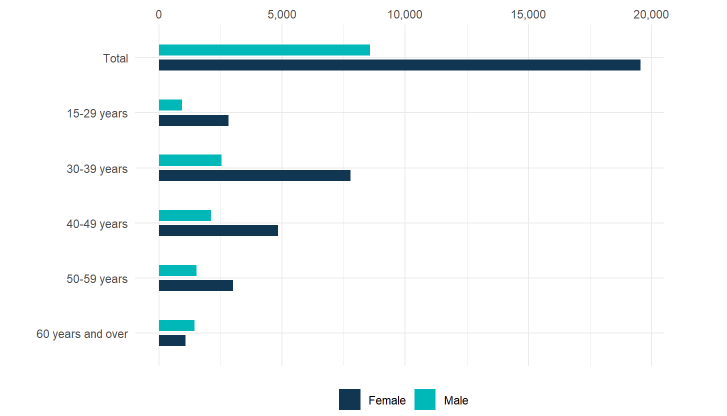 0 5,000 10,000 15,000 20,000
Total
15-29 years
30-39 years
40-49 years
50-59 years
60 years and over
Female Male